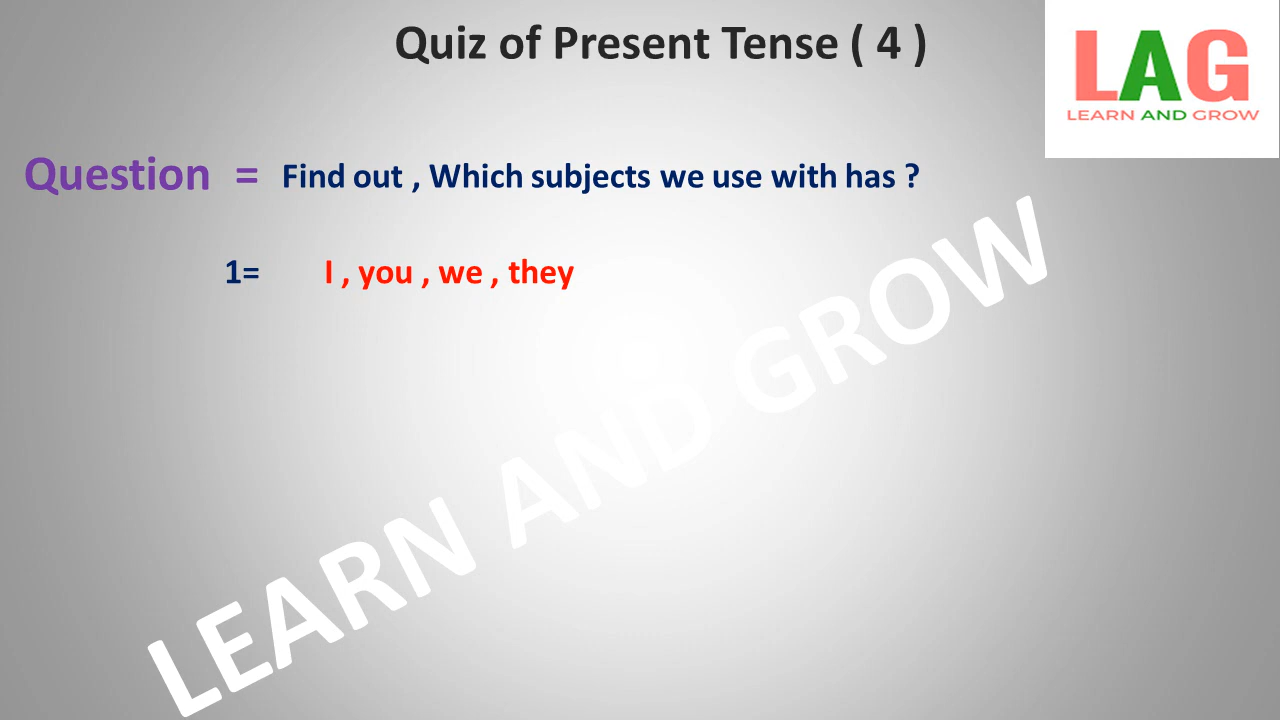 Quiz of Present Tense ( 4 )
LAG
LEARN AND GROW
Question = Find out , Which subjects we use with has ?
1= I , you , we , they
LEARN AND GROW